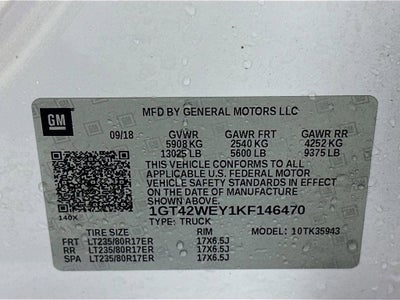 GM
MFD BY GENERAL MOTORS LLC
09/18 GVWR GAWR FRT GAWR RR
5908 KG 2540 KG 4252 KG
13025 LB 5600 LB 9375 LB
THIS VEHICLE CONFORMS TO ALL
APPLICABLE U.S. FEDERAL MOTOR
VEHICLE SAFETY STANDARDS IN EFFECT
ON THE DATE OF MANUFACTURE SHOWN ABOVE.
1GT42WEY1KF146470
140X TYPE: TRUCK MODEL: 10TK35943
TIRE SIZE RIM
FRT LT235/80R17ER 17X6.5J
RR LT235/80R17ER 17X6.5J
SPA LT235/80R17ER 17X6.5J